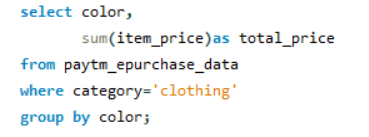 select color,
sum(item_price)as total_price
from paytm_epurchase_data
where category='clothing'
group by color;